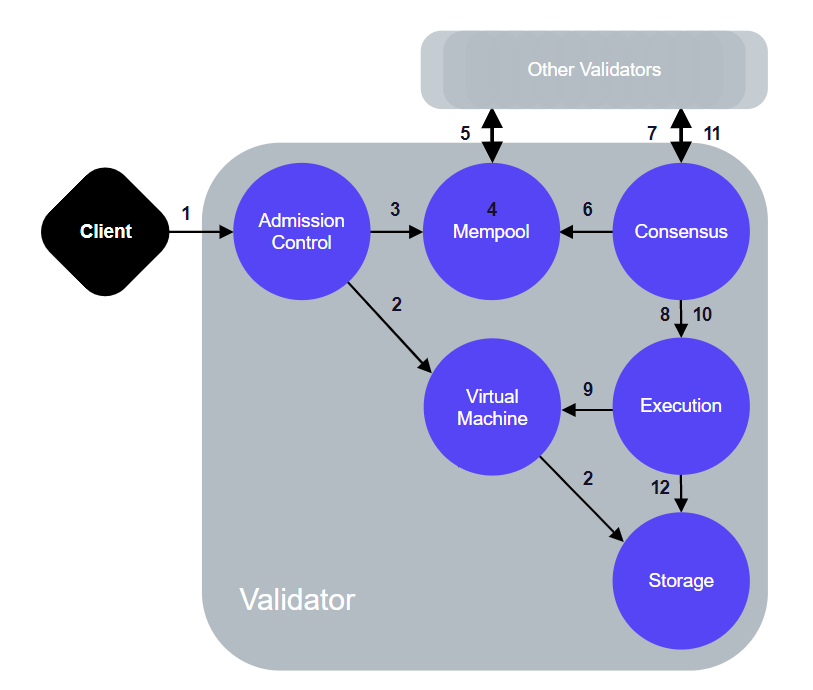 Other Validators
5
7
11
1
Client
Admission
Control
3
4
Mempool
6
Consensus
2
8
10
Virtual
Machine
9
Execution
2
12
Storage
Validator